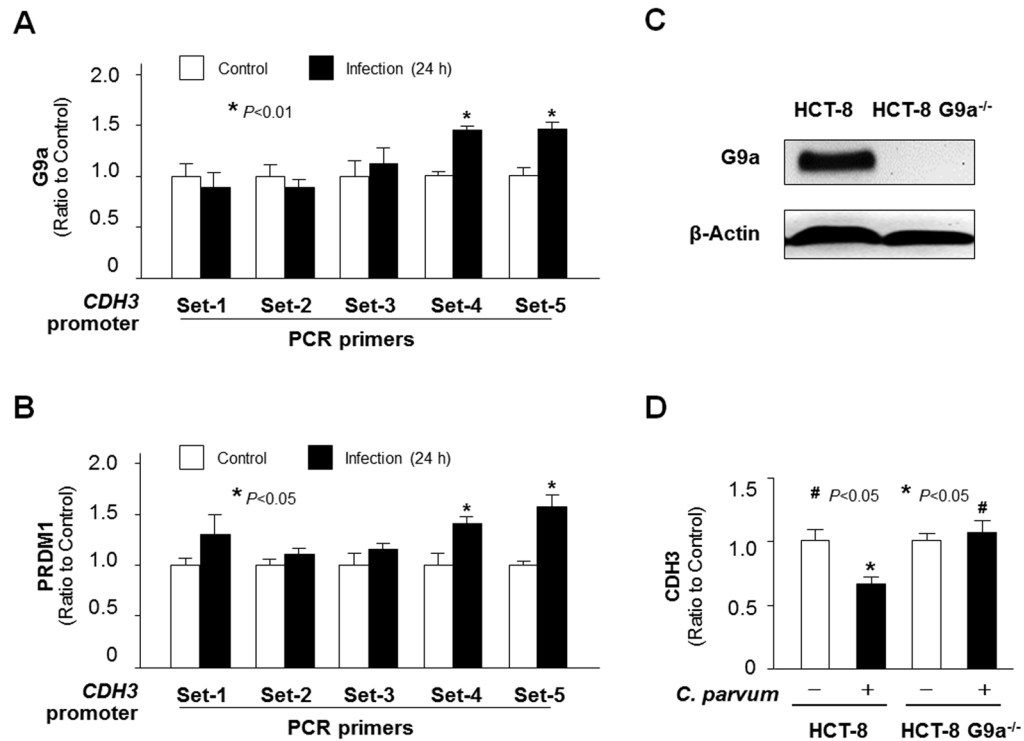 A
Control Infection (24 h)
* P<0.01
G9a
(Ratio to Control)
2.0
1.5
1.0
0.5
0
*
*
CDH3
promoter
Set-1 Set-2 Set-3 Set-4 Set-5
PCR primers
B
Control Infection (24 h)
* P<0.05
PRDM1
(Ratio to Control)
2.0
1.5
1.0
0.5
0
*
*
CDH3
promoter
Set-1 Set-2 Set-3 Set-4 Set-5
PCR primers
C
HCT-8 HCT-8 G9a-/-
G9a
β-Actin
D
# P<0.05 * P<0.05
CDH3
(Ratio to Control)
1.5
1.0
0.5
0
*
#
C. parvum – + – +
HCT-8 HCT-8 G9a-/-